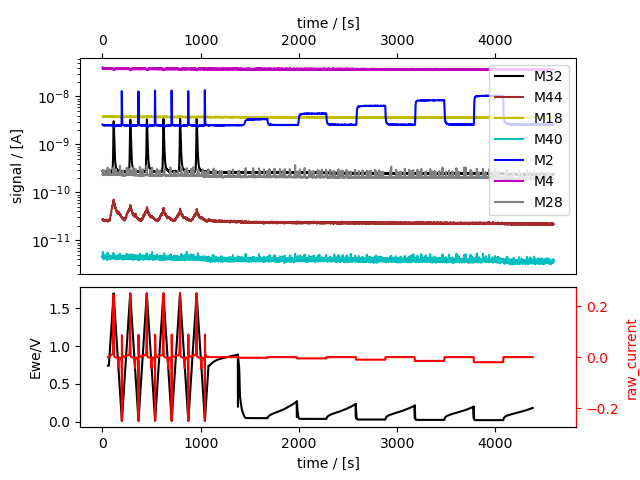 time / [s]
0 1000 2000 3000 4000
signal / [A]
10⁻⁸
10⁻⁹
10⁻¹⁰
10⁻¹¹
M32
M44
M18
M40
M2
M4
M28
Ewe/V
1.5
1.0
0.5
0.0
0.2
0.0
−0.2
raw_current
0 1000 2000 3000 4000
time / [s]